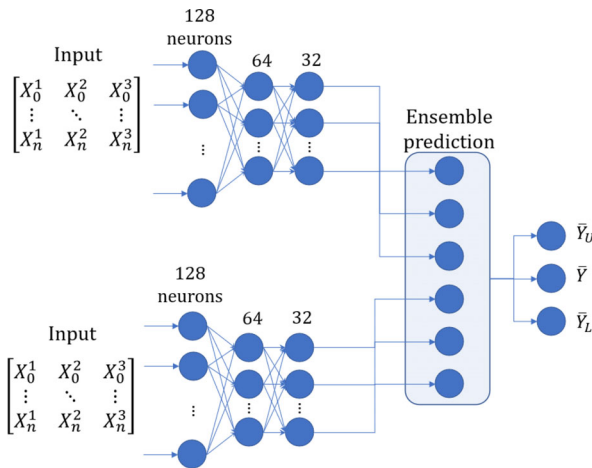 128
neurons
64
32
Input
X_0^1 X_0^2 X_0^3
⋮ ⋱ ⋮
X_n^1 X_n^2 X_n^3
...
...
Ensemble
prediction
Ȳ_U
Ȳ
Ȳ_L
128
neurons
64
32
Input
X_0^1 X_0^2 X_0^3
⋮ ⋱ ⋮
X_n^1 X_n^2 X_n^3
...
...